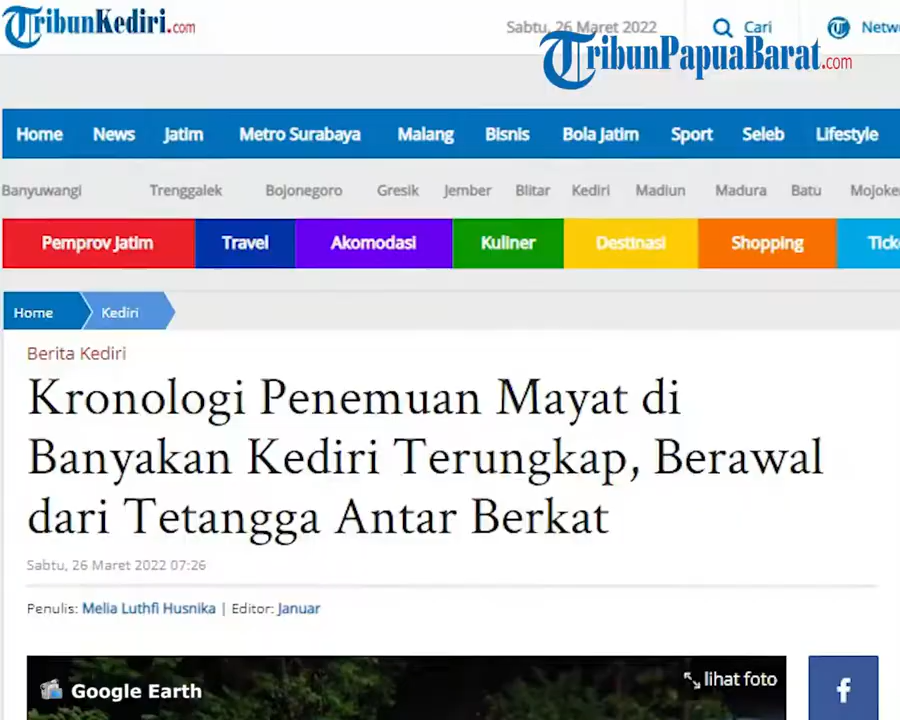 TribunKediri.com
Sabtu, 26 Maret 2022
Cari
TribunPapuaBarat.com
Home News Jatim Metro Surabaya Malang Bisnis Bola Jatim Sport Seleb Lifestyle
Banyuwangi Trenggalek Bojonegoro Gresik Jember Blitar Kediri Madiun Madura Batu
Pemprov Jatim Travel Akomodasi Kuliner Destinasi Shopping
Home Kediri
Berita Kediri
Kronologi Penemuan Mayat di
Banyakan Kediri Terungkap, Berawal
dari Tetangga Antar Berkat
Sabtu, 26 Maret 2022 07:26
Penulis: Melia Luthfi Husnika | Editor: Januar
Google Earth
lihat foto
f